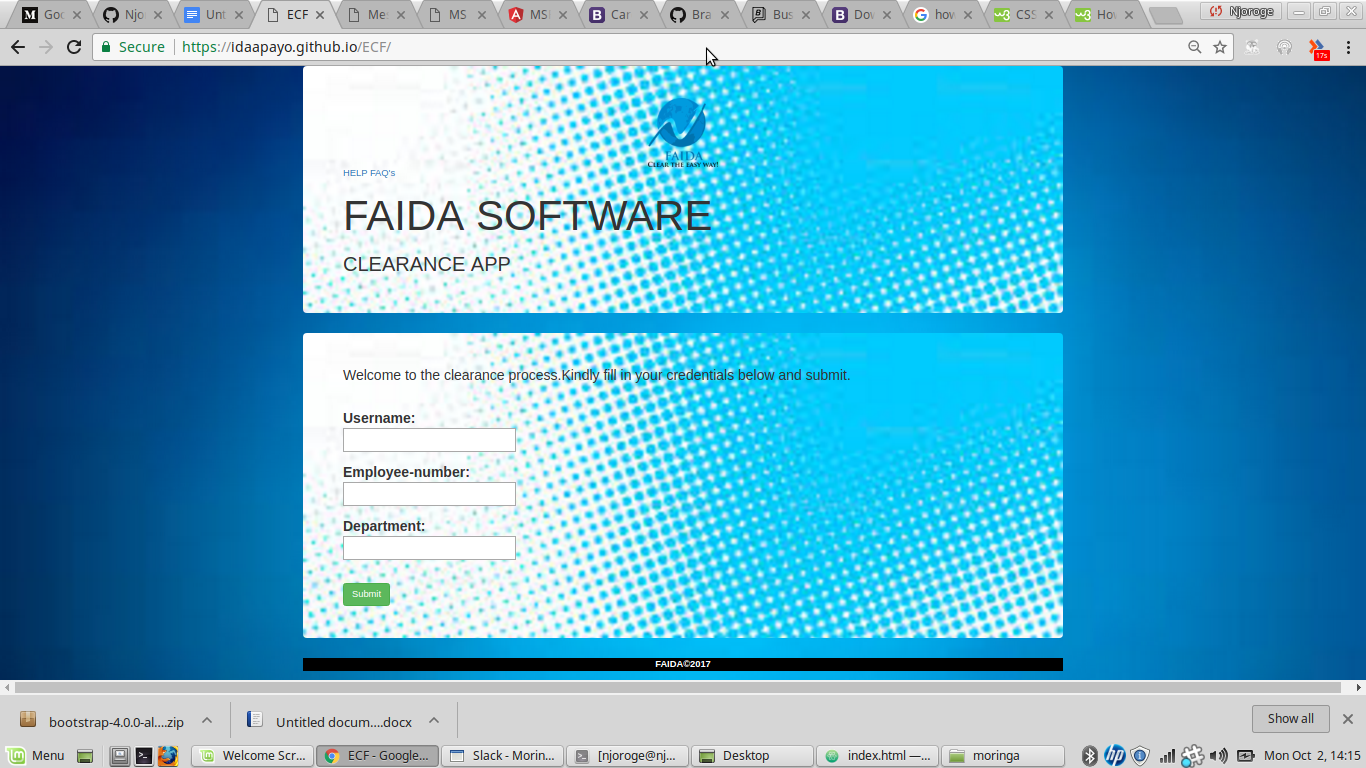 Goo
Njo
Unt
ECF
Me
MS
MS
Car
Bra
Bus
Dov
how
CSS
Hov
Njoroge
Secure
https://idaapayo.github.io/ECF/
17s
FAIDA
CLEAR THE EASY WAY!
HELP FAQ's
FAIDA SOFTWARE
CLEARANCE APP
Welcome to the clearance process.Kindly fill in your credentials below and submit.
Username:
Employee-number:
Department:
Submit
FAIDA©2017
bootstrap-4.0.0-al....zip
Untitled docum....docx
Show all
Menu
Welcome Scr...
ECF - Google...
Slack - Morin...
[njoroge@nj...
Desktop
index.html —...
moringa
Mon Oct 2, 14:15